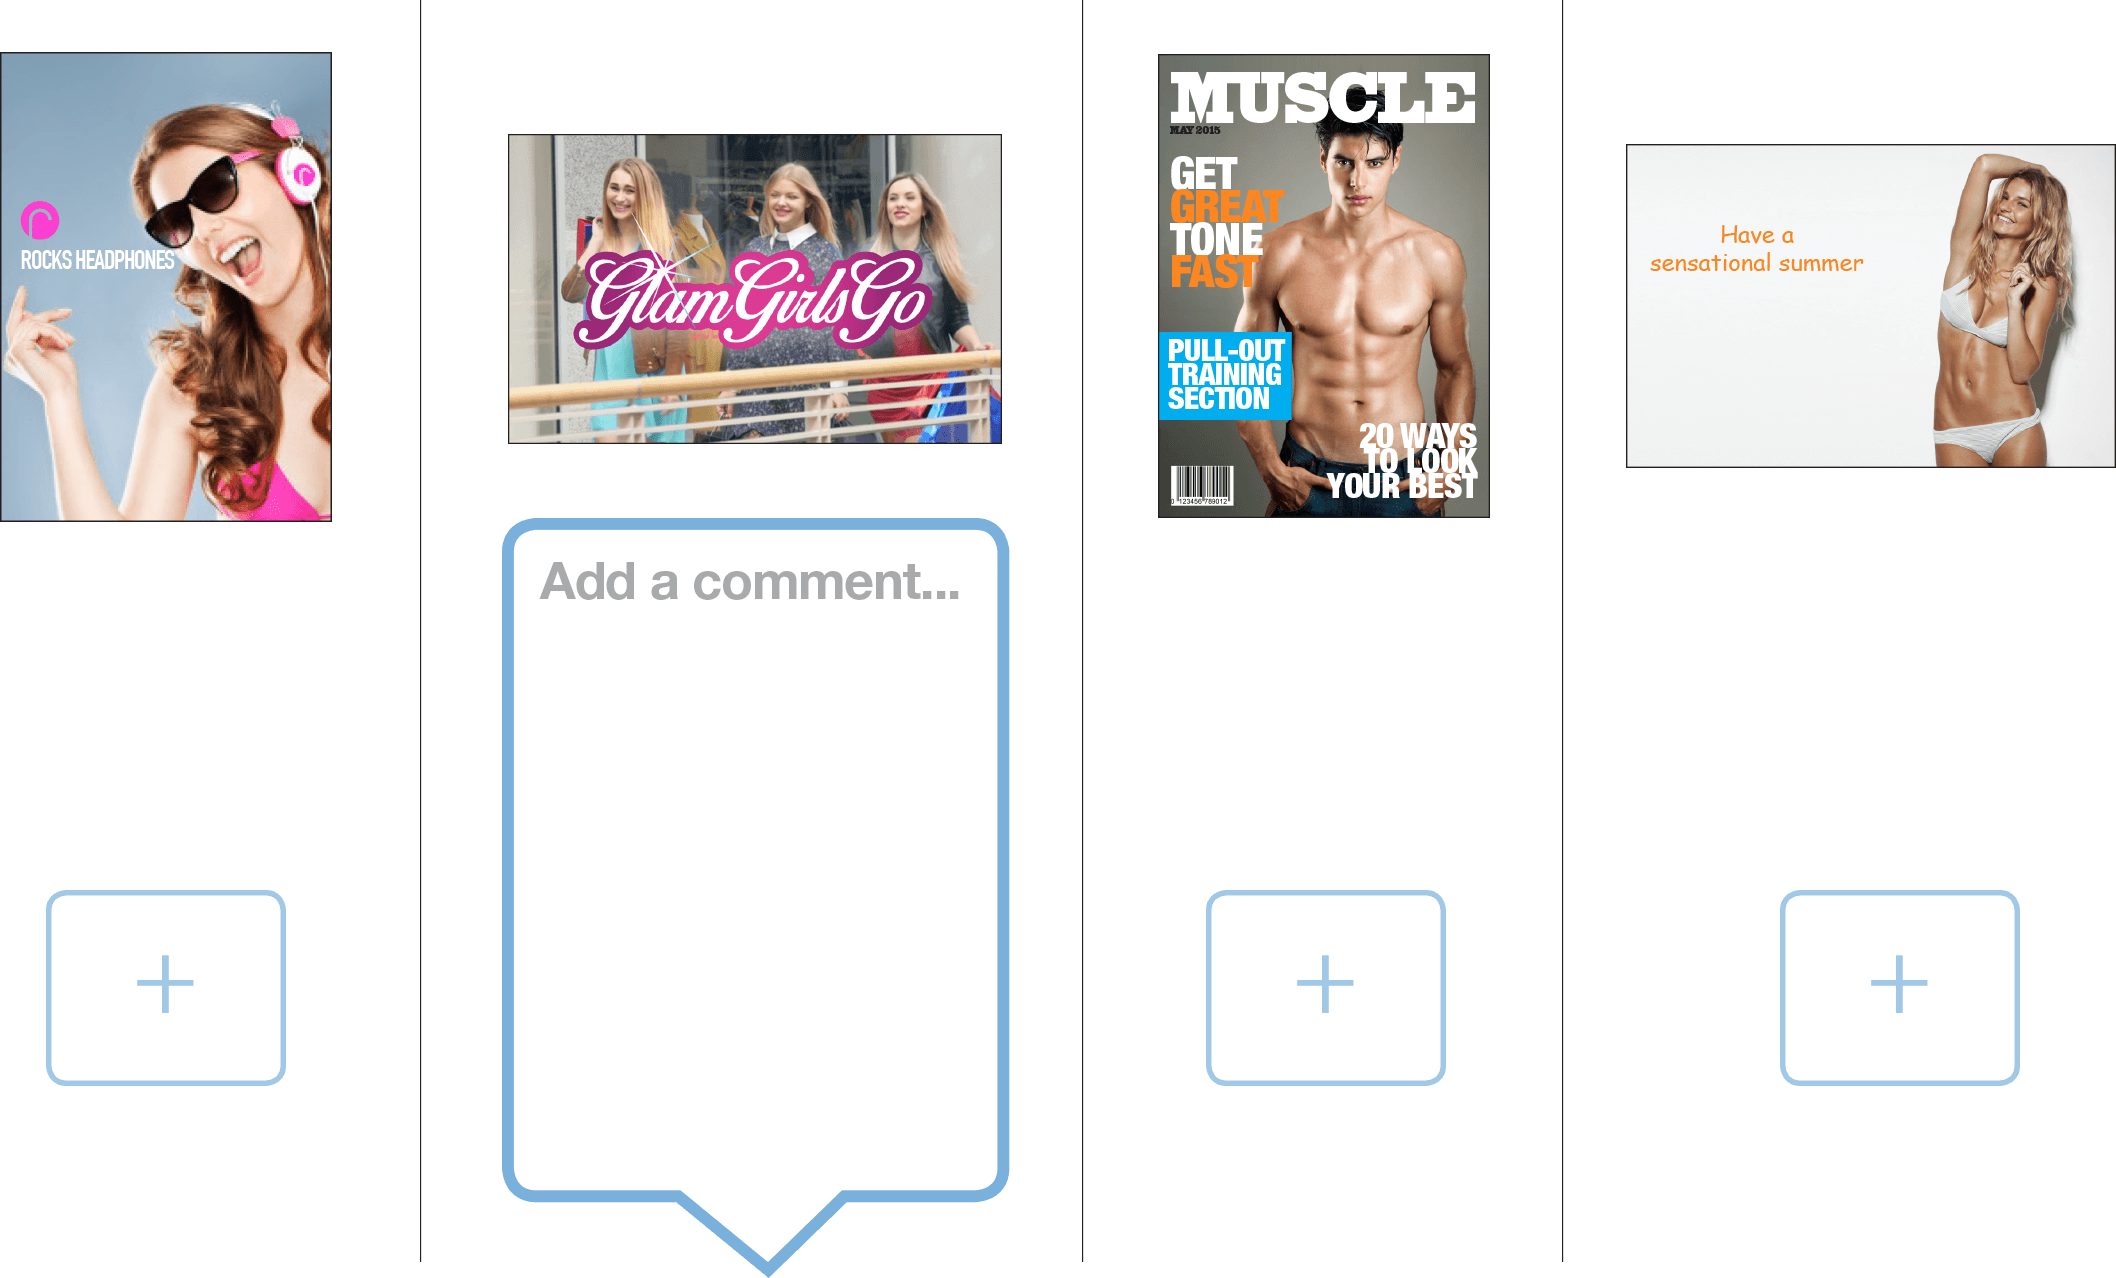 ROCKS HEADPHONES
GlamGirlsGo
Add a comment...
MUSCLE
MAY 2015
GET
GREAT
TONE
FAST
PULL-OUT
TRAINING
SECTION
20 WAYS
TO LOOK
YOUR BEST
0 123456 789012
Have a
sensational summer